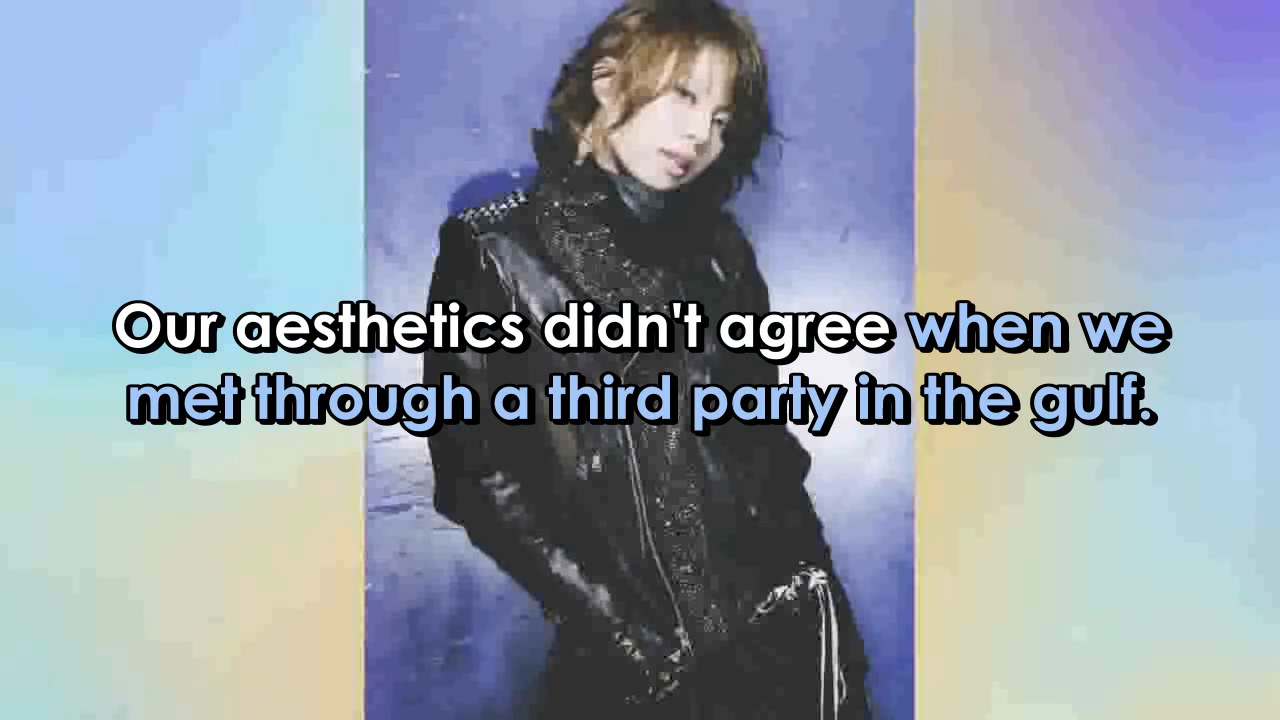 Our aesthetics didn't agree when we
met through a third party in the gulf.